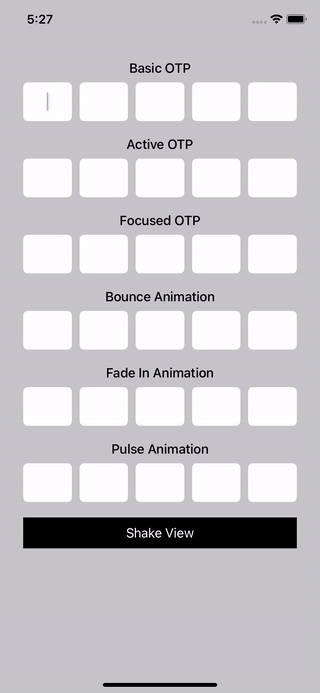 5:27
Basic OTP
Active OTP
Focused OTP
Bounce Animation
Fade In Animation
Pulse Animation
Shake View